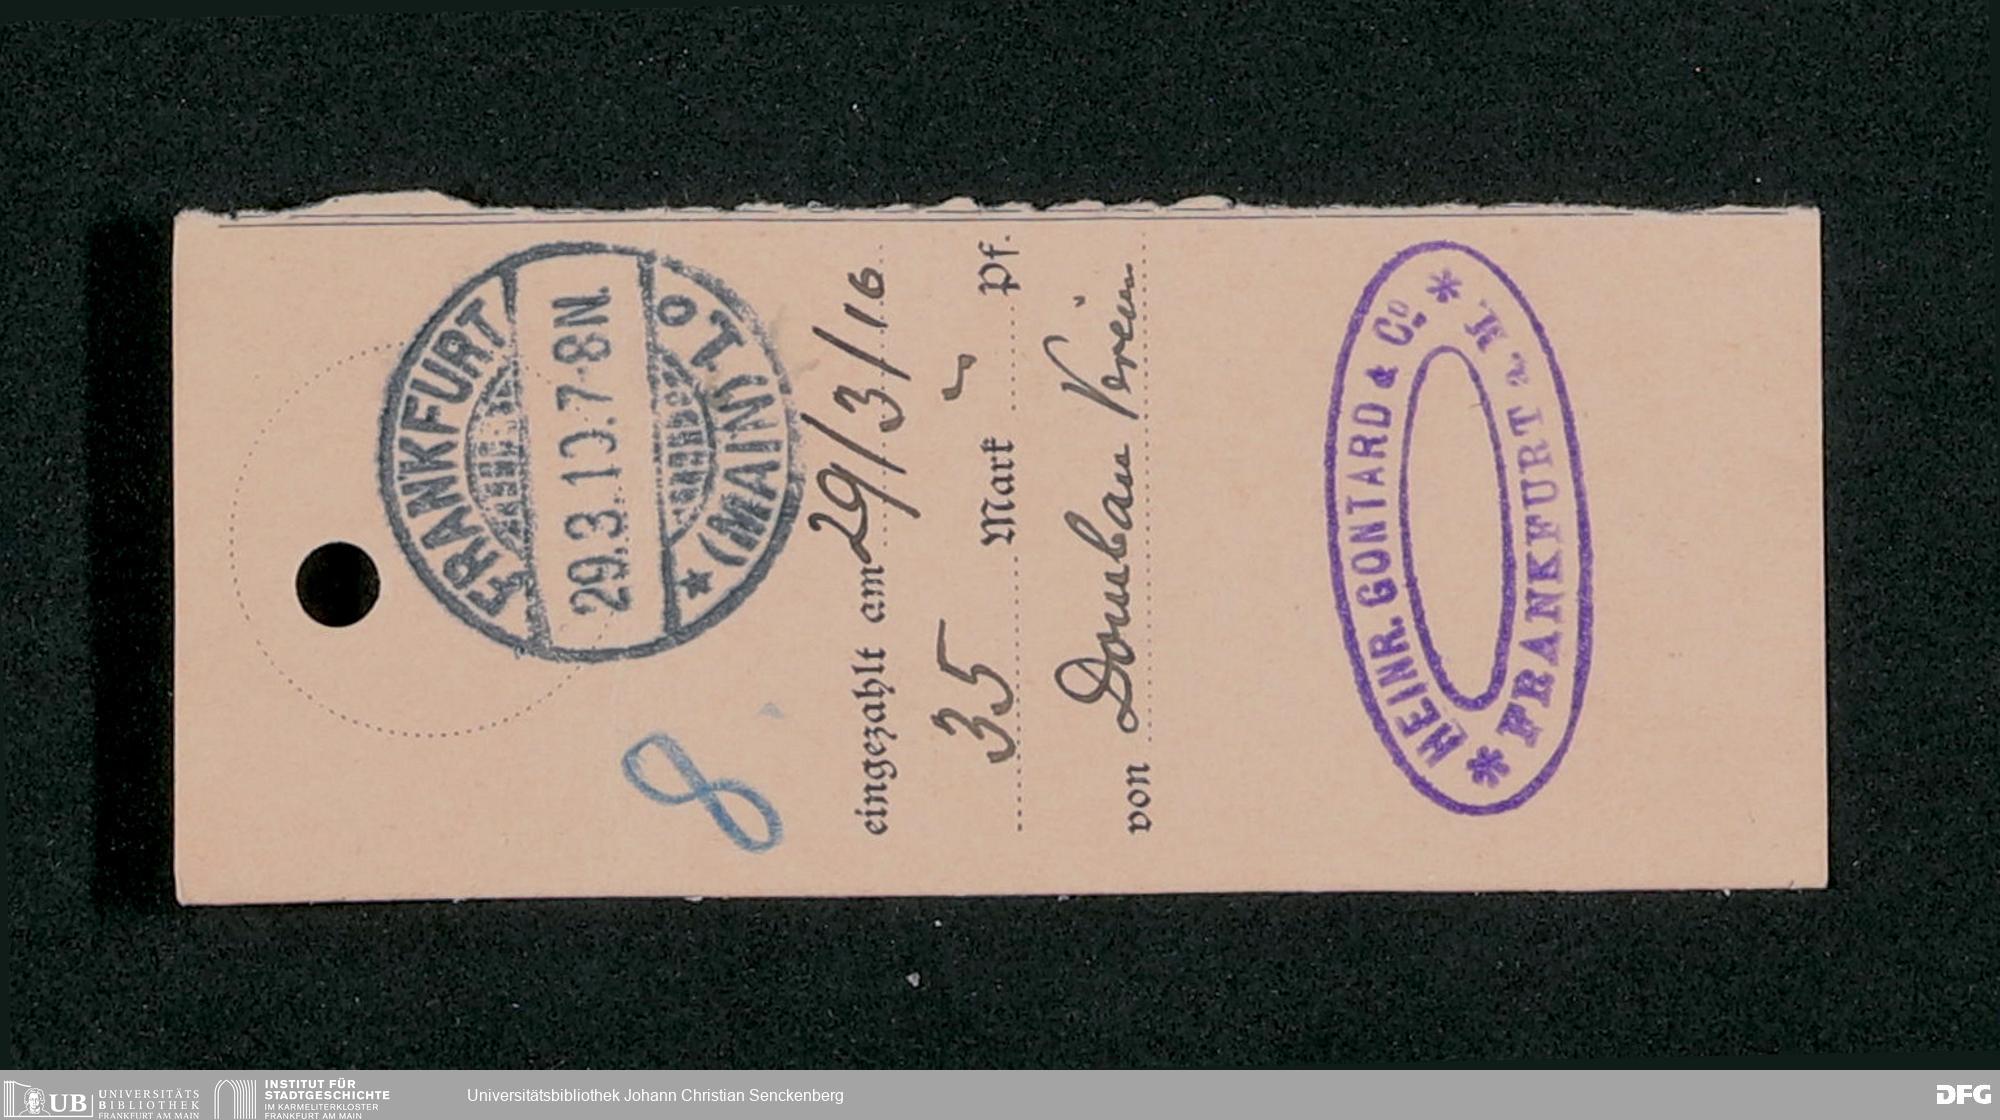 FRANKFURT
29.3.10.7-8N.
* (MAIN) 1. o
8
eingezahlt am 29/3/16
35 Mark - Pf.
von Dombau Verein
HEINR. GONTARD & Co.
* FRANKFURT a. M. *
UB UNIVERSITÄTS
BIBLIOTHEK
FRANKFURT AM MAIN
INSTITUT FÜR
STADTGESCHICHTE
IM KARMELITERKLOSTER
FRANKFURT AM MAIN
Universitätsbibliothek Johann Christian Senckenberg
DFG